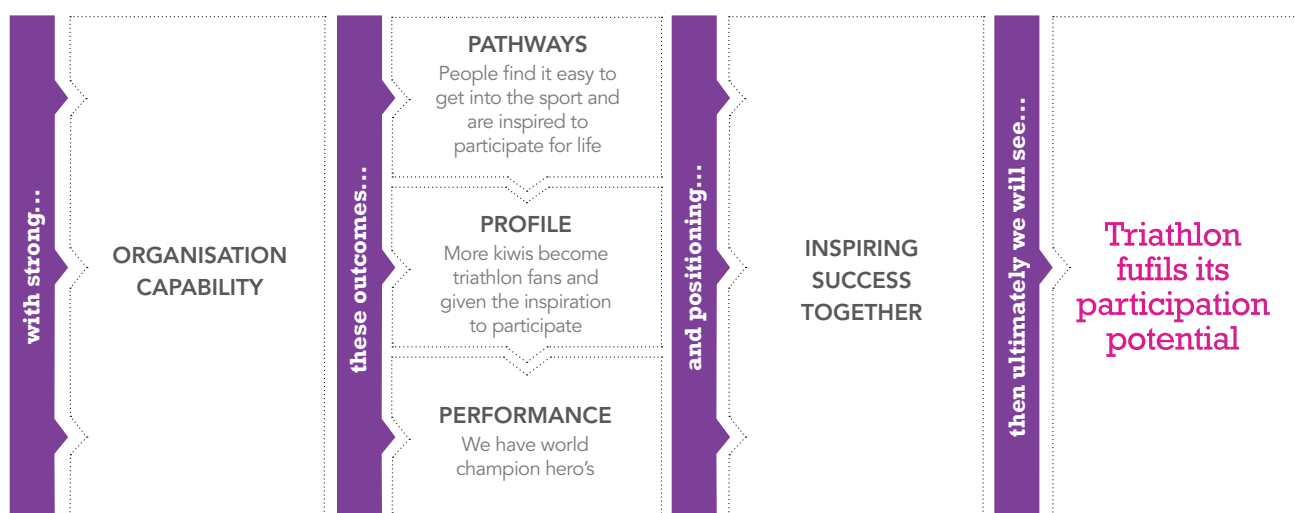 with strong...
ORGANISATION
CAPABILITY
these outcomes...
PATHWAYS
People find it easy to
get into the sport and
are inspired to
participate for life
PROFILE
More kiwis become
triathlon fans and
given the inspiration
to participate
PERFORMANCE
We have world
champion hero's
and positioning...
INSPIRING
SUCCESS
TOGETHER
then ultimately we will see...
Triathlon
fufils its
participation
potential